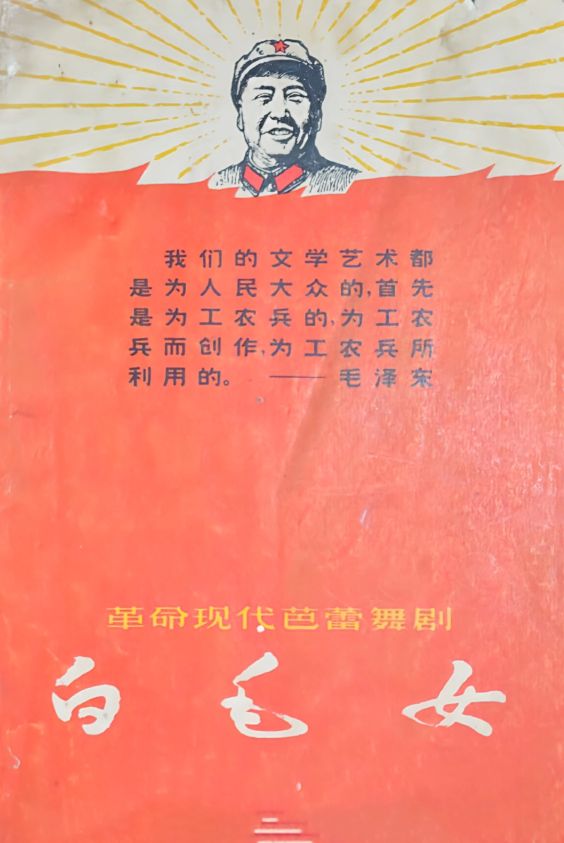 我们的文学艺术都
是为人民大众的,首先
是为工农兵的,为工农
兵而创作,为工农兵所
利用的。 ——毛泽东
革命现代芭蕾舞剧
白毛女